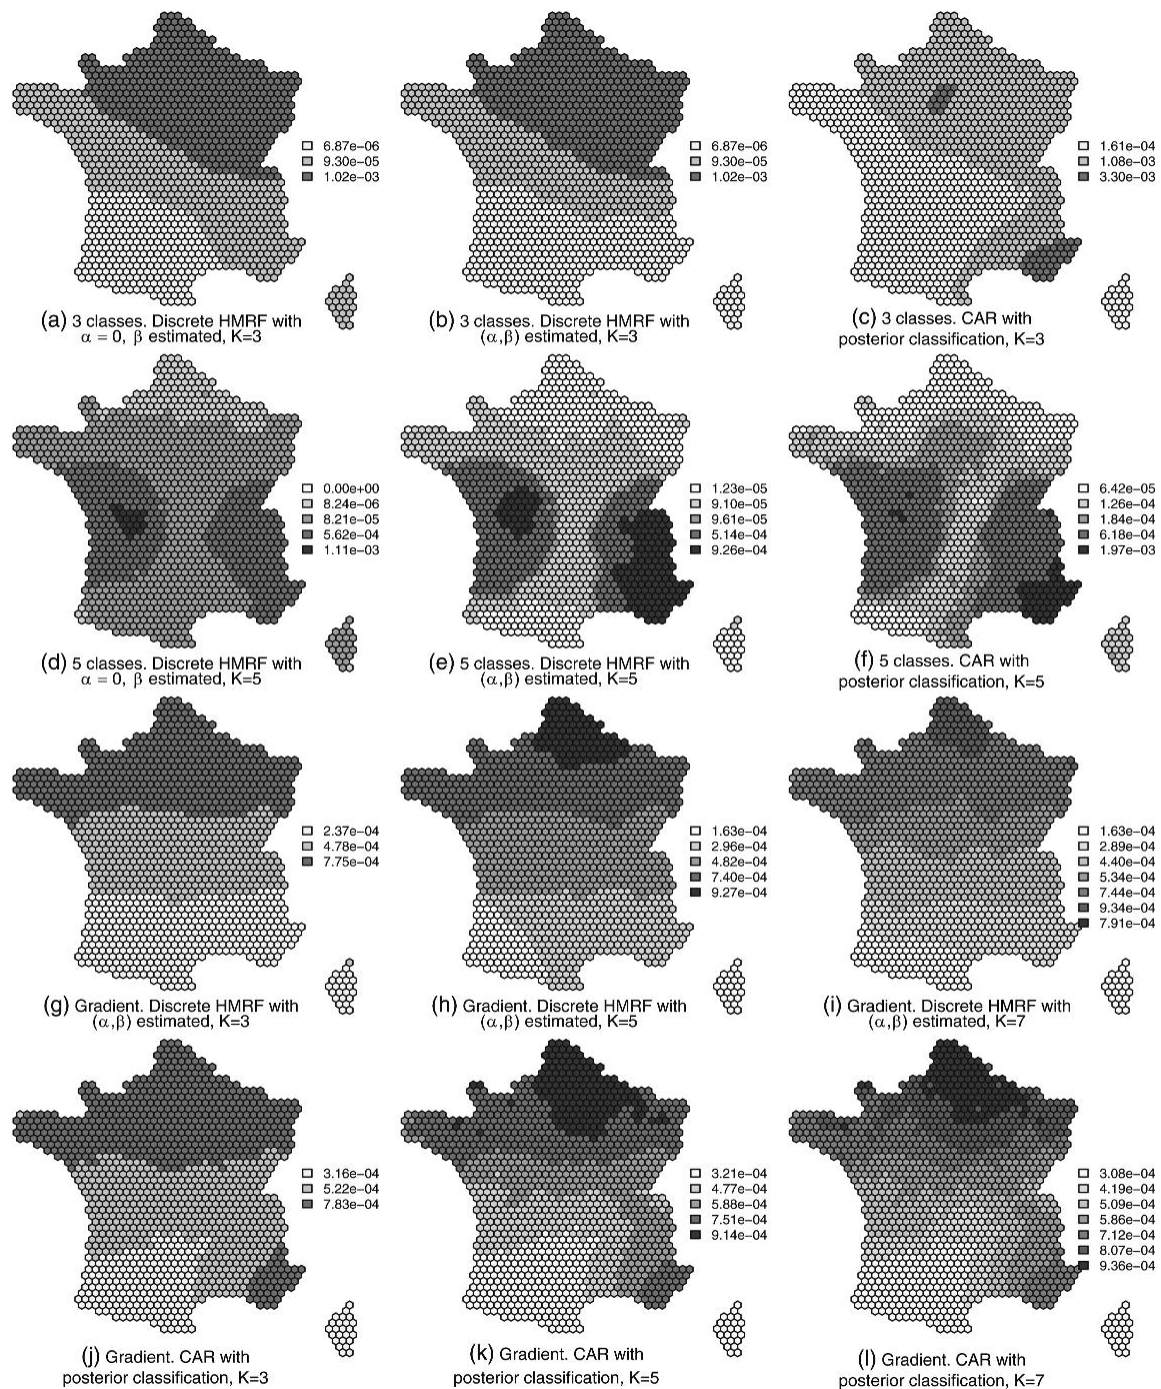 6.87e-06
9.30e-05
1.02e-03
6.87e-06
9.30e-05
1.02e-03
1.61e-04
1.08e-03
3.30e-03
(a) 3 classes. Discrete HMRF with
α = 0, β estimated, K=3
(b) 3 classes. Discrete HMRF with
(α,β) estimated, K=3
(c) 3 classes. CAR with
posterior classification, K=3
0.00e+00
8.24e-06
8.21e-05
5.62e-04
1.11e-03
1.23e-05
9.10e-05
9.61e-05
5.14e-04
9.26e-04
6.42e-05
1.26e-04
1.84e-04
6.18e-04
1.97e-03
(d) 5 classes. Discrete HMRF with
α = 0, β estimated, K=5
(e) 5 classes. Discrete HMRF with
(α,β) estimated, K=5
(f) 5 classes. CAR with
posterior classification, K=5
2.37e-04
4.78e-04
7.75e-04
1.63e-04
2.96e-04
4.82e-04
7.40e-04
9.27e-04
1.63e-04
2.89e-04
4.40e-04
5.34e-04
7.44e-04
9.34e-04
7.91e-04
(g) Gradient. Discrete HMRF with
(α,β) estimated, K=3
(h) Gradient. Discrete HMRF with
(α,β) estimated, K=5
(i) Gradient. Discrete HMRF with
(α,β) estimated, K=7
3.16e-04
5.22e-04
7.83e-04
3.21e-04
4.77e-04
5.88e-04
7.51e-04
9.14e-04
3.08e-04
4.19e-04
5.09e-04
5.86e-04
7.12e-04
8.07e-04
9.36e-04
(j) Gradient. CAR with
posterior classification, K=3
(k) Gradient. CAR with
posterior classification, K=5
(l) Gradient. CAR with
posterior classification, K=7